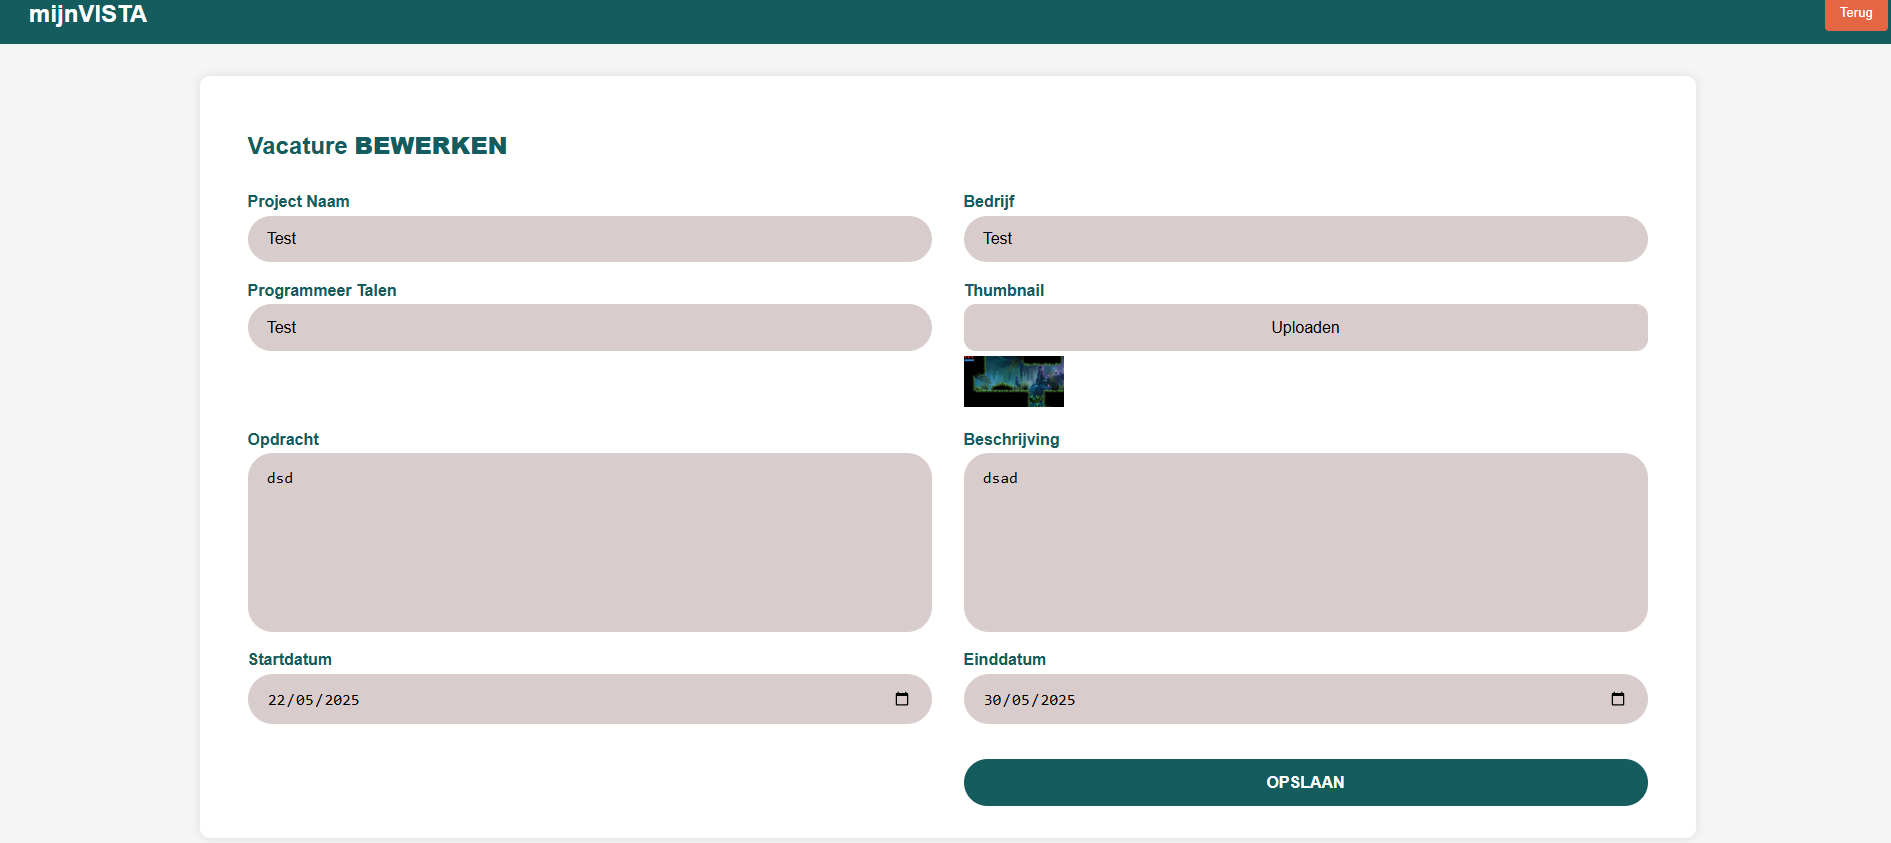 mijnVISTA
Terug
Vacature BEWERKEN
Project Naam
Bedrijf
Test
Test
Programmeer Talen
Thumbnail
Test
Uploaden
Opdracht
Beschrijving
dsd
dsad
Startdatum
Einddatum
22/05/2025
30/05/2025
OPSLAAN